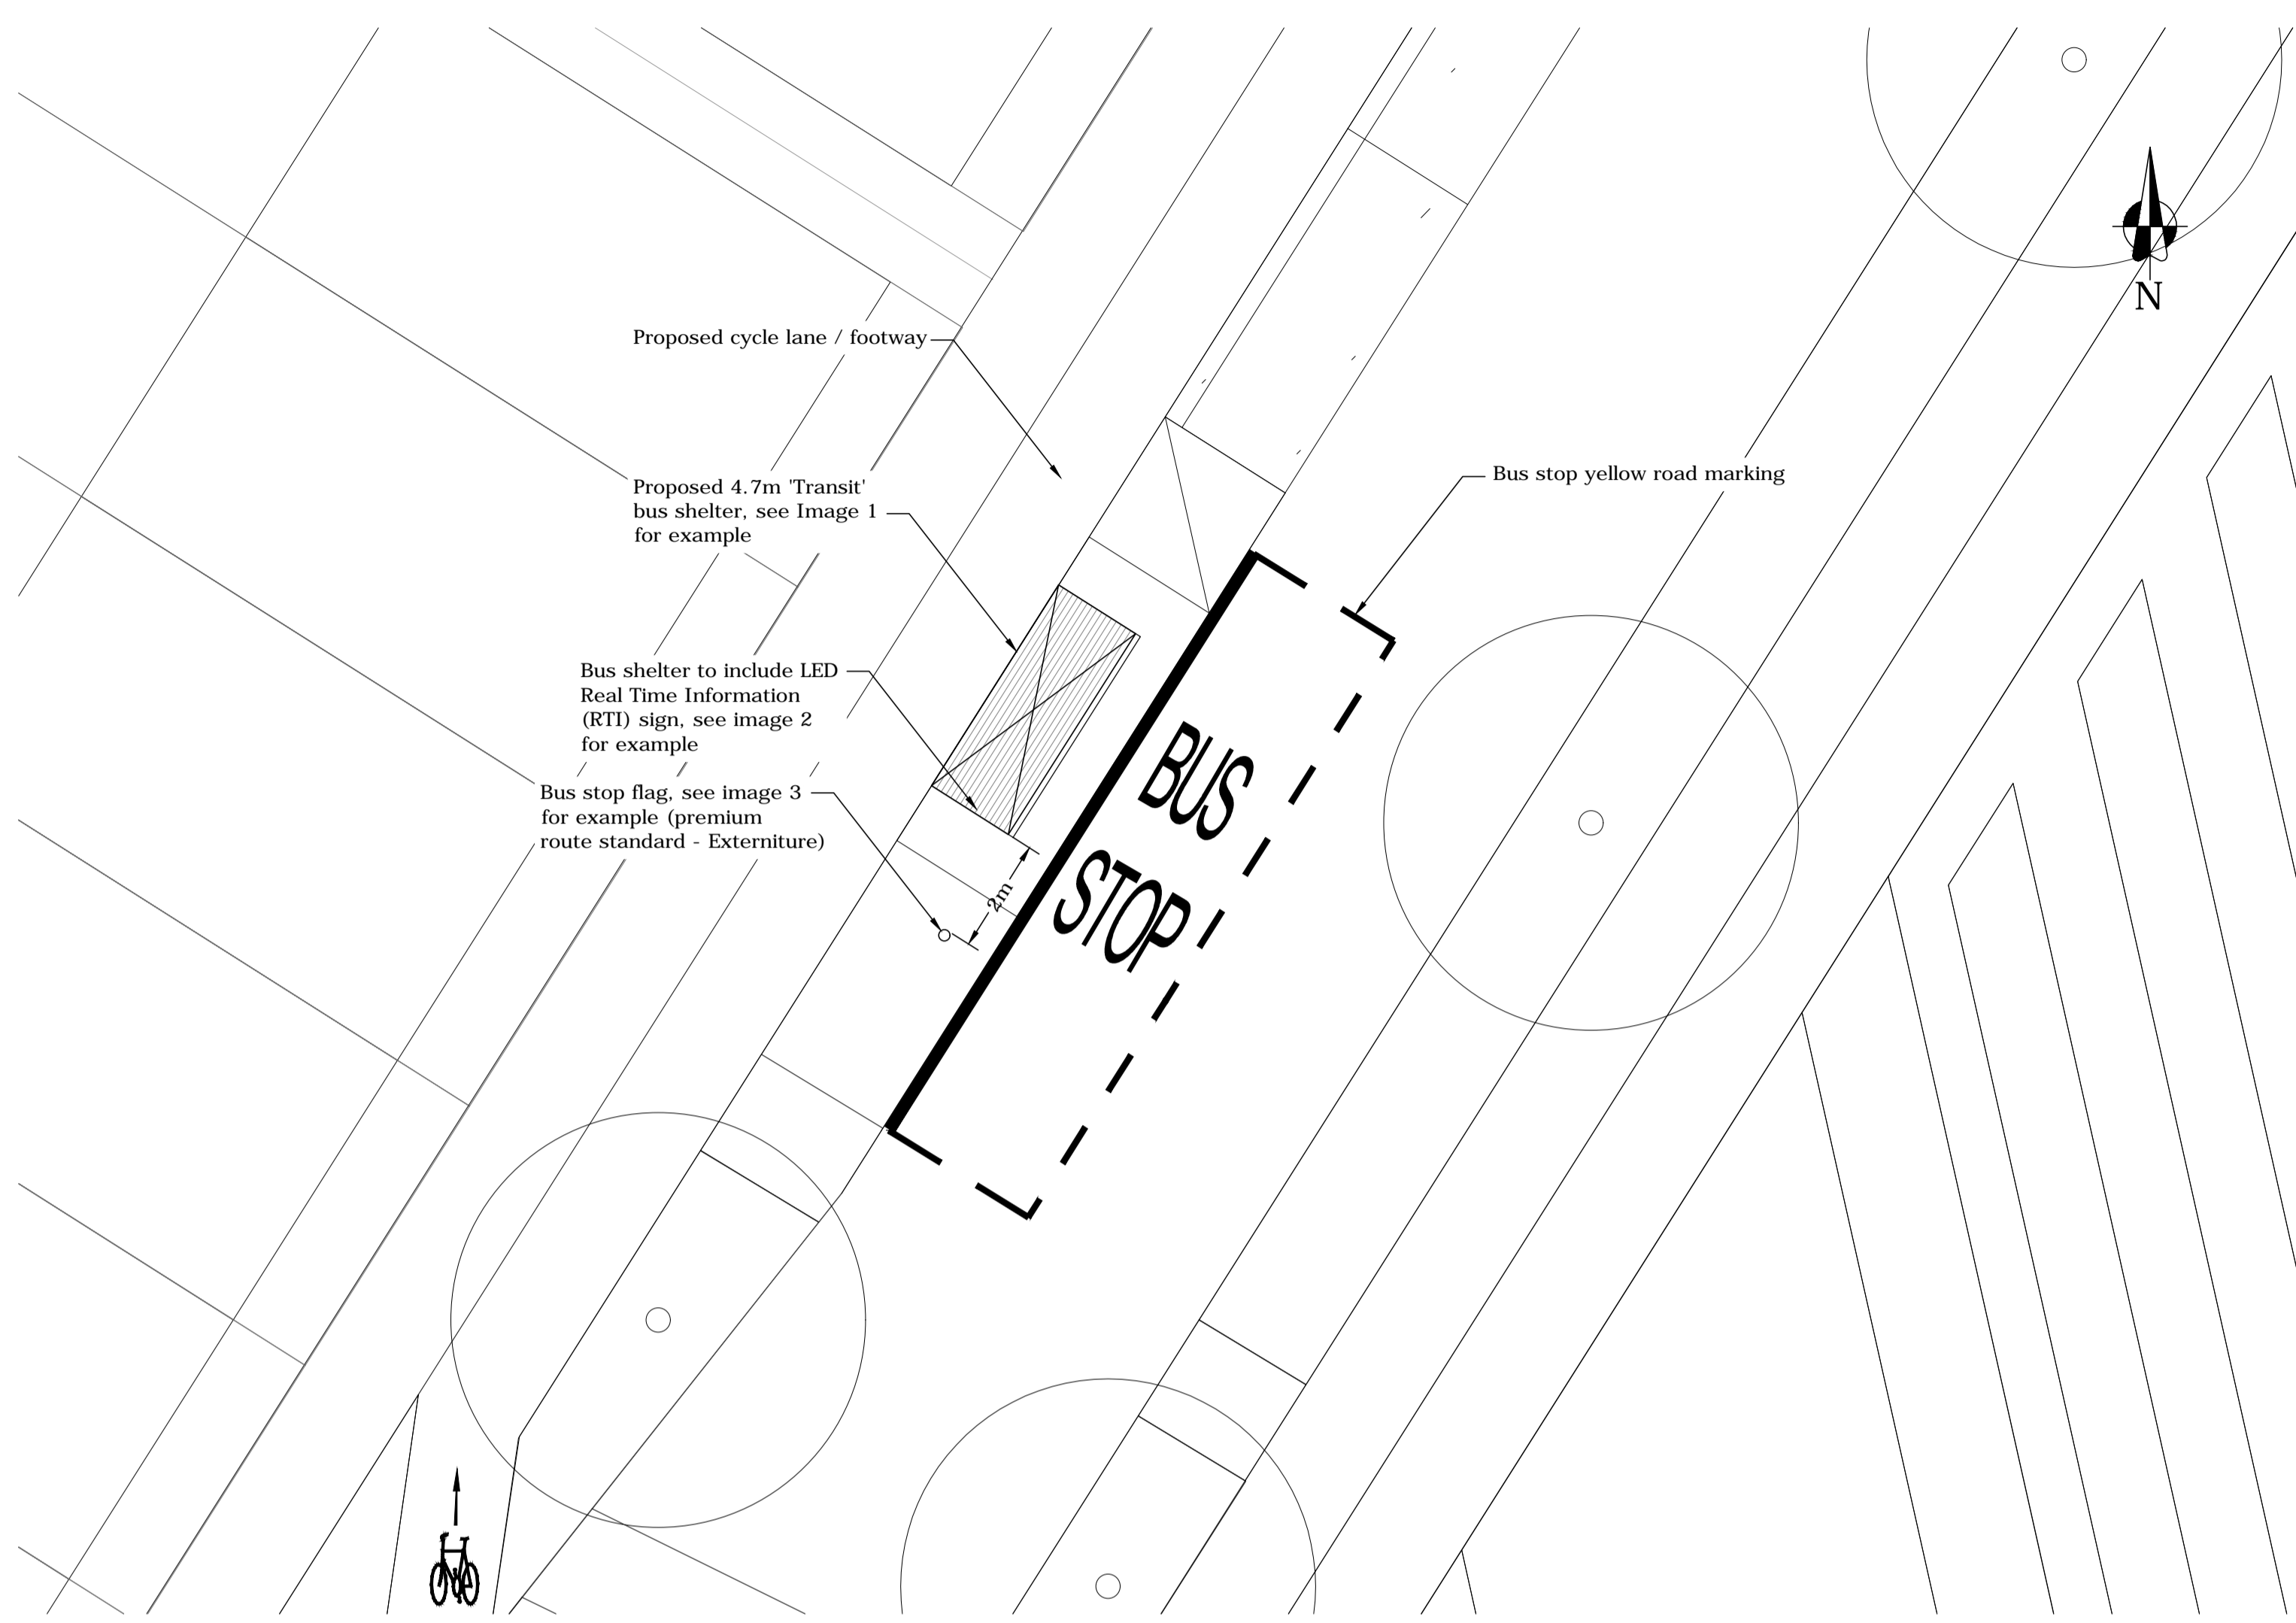 N
Proposed cycle lane / footway
Bus stop yellow road marking
Proposed 4.7m 'Transit'
bus shelter, see Image 1
for example
Bus shelter to include LED
Real Time Information
(RTI) sign, see image 2
for example
Bus stop flag, see image 3
for example (premium
route standard - Externiture)
2m
BUS
STOP